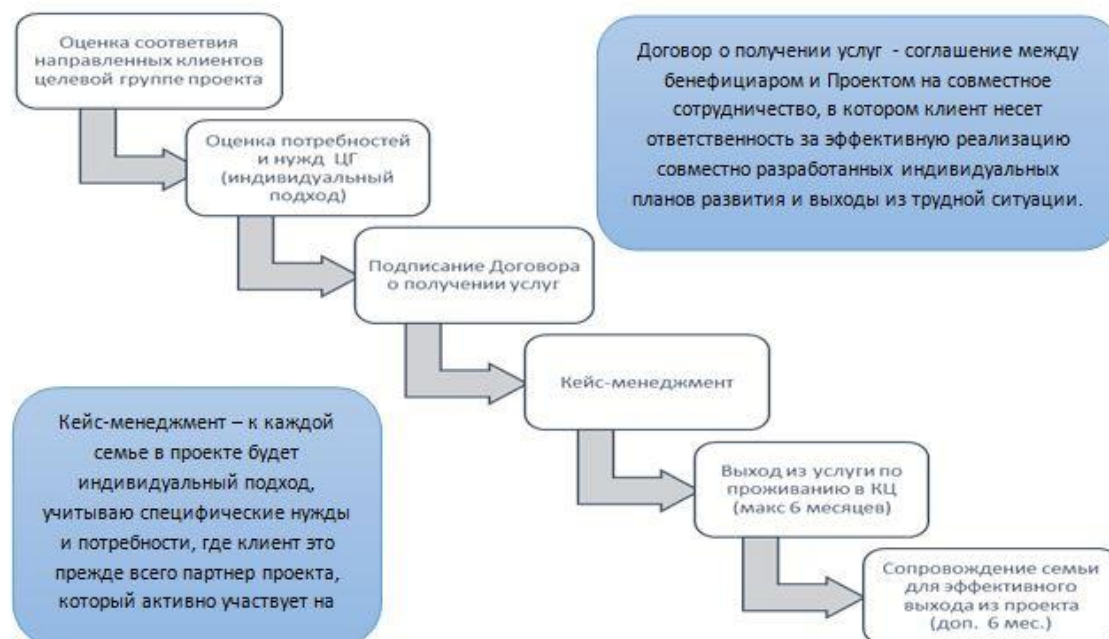 Оценка соответвия
направленных клиентов
целевой группе проекта
Договор о получении услуг - соглашение между
бенефициаром и Проектом на совместное
сотрудничество, в котором клиент несет
ответственность за эффективную реализацию
совместно разработанных индивидуальных
планов развития и выходы из трудной ситуации.
Оценка потребностей
и нужд ЦГ
(индивидуальный
подход)
Подписание Договора
о получении услуг
Кейс-менеджмент
Кейс-менеджмент – к каждой
семье в проекте будет
индивидуальный подход,
учитываю специфические нужды
и потребности, где клиент это
прежде всего партнер проекта,
который активно участвует на
Выход из услуги по
проживанию в КЦ
(макс 6 месяцев)
Сопровождение семьи
для эффективного
выхода из проекта
(доп. 6 мес.)